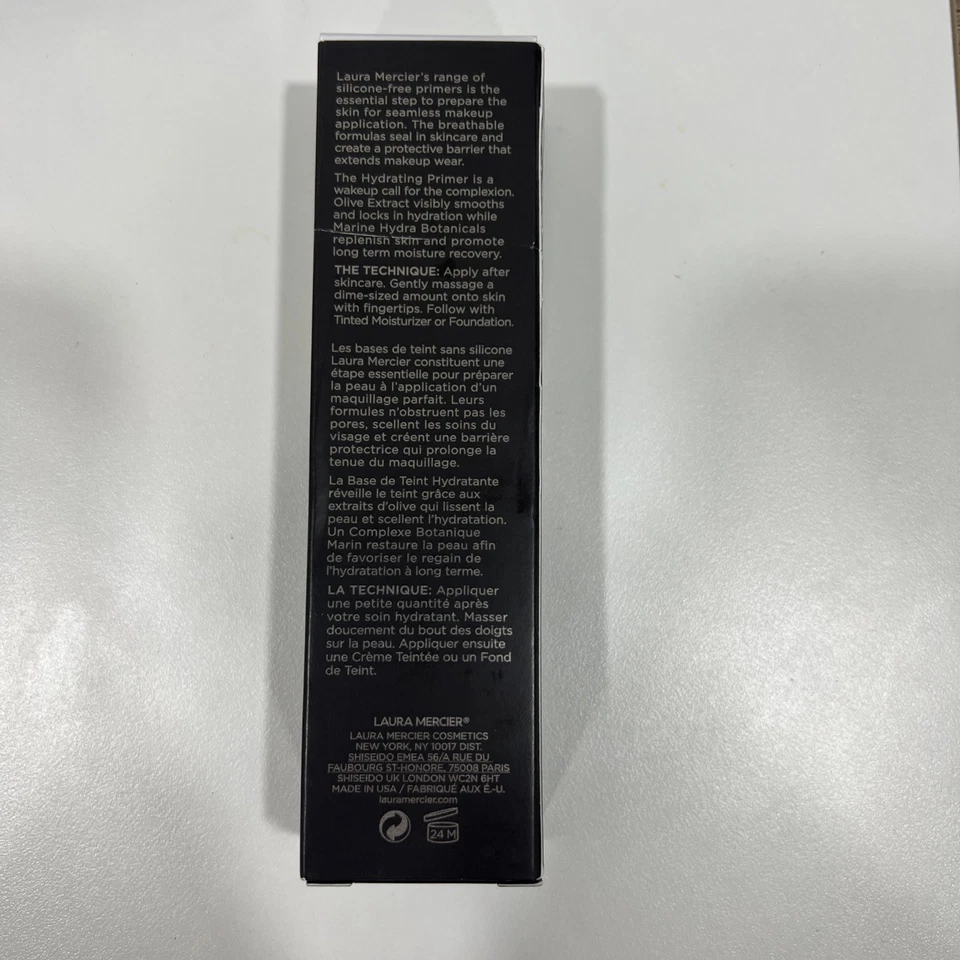 Laura Mercier's range of
silicone-free primers is the
essential step to prepare the
skin for seamless makeup
application. The breathable
formulas seal in skincare and
create a protective barrier that
extends makeup wear.
The Hydrating Primer is a
wakeup call for the complexion.
Olive Extract visibly smooths
and locks in hydration while
Marine Hydra Botanicals
replenish skin and promote
long term moisture recovery.
THE TECHNIQUE: Apply after
skincare. Gently massage a
dime-sized amount onto skin
with fingertips. Follow with
Tinted Moisturizer or Foundation.
Les bases de teint sans silicone
Laura Mercier constituent une
étape essentielle pour préparer
la peau à l'application d'un
maquillage parfait. Leurs
formules n'obstruent pas les
pores, scellent les soins du
visage et créent une barrière
protectrice qui prolonge la
tenue du maquillage.
La Base de Teint Hydratante
réveille le teint grâce aux
extraits d'olive qui lissent la
peau et scellent l'hydratation.
Un Complexe Botanique
Marin restaure la peau afin
de favoriser le regain de
l'hydratation à long terme.
LA TECHNIQUE: Appliquer
une petite quantité après
votre soin hydratant. Masser
doucement du bout des doigts
sur la peau. Appliquer ensuite
une Crème Teintée ou un Fond
de Teint.
LAURA MERCIER®
LAURA MERCIER COSMETICS
NEW YORK, NY 10017 DIST.
SHISEIDO EMEA 56/A RUE DU
FAUBOURG ST-HONORE, 75008 PARIS
SHISEIDO UK LONDON WC2N 6HT
MADE IN USA / FABRIQUÉ AUX É.-U.
lauramercier.com
24 M